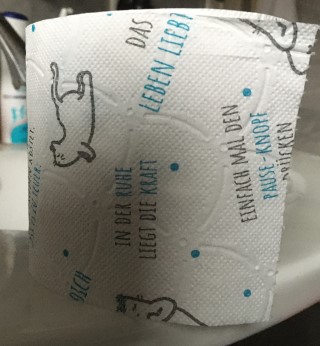 DAS
LEBEN LIEBT
DICH
IN DER RUHE
LIEGT DIE KRAFT
EINFACH MAL DEN
PAUSE-KNOPF
DRÜCKEN